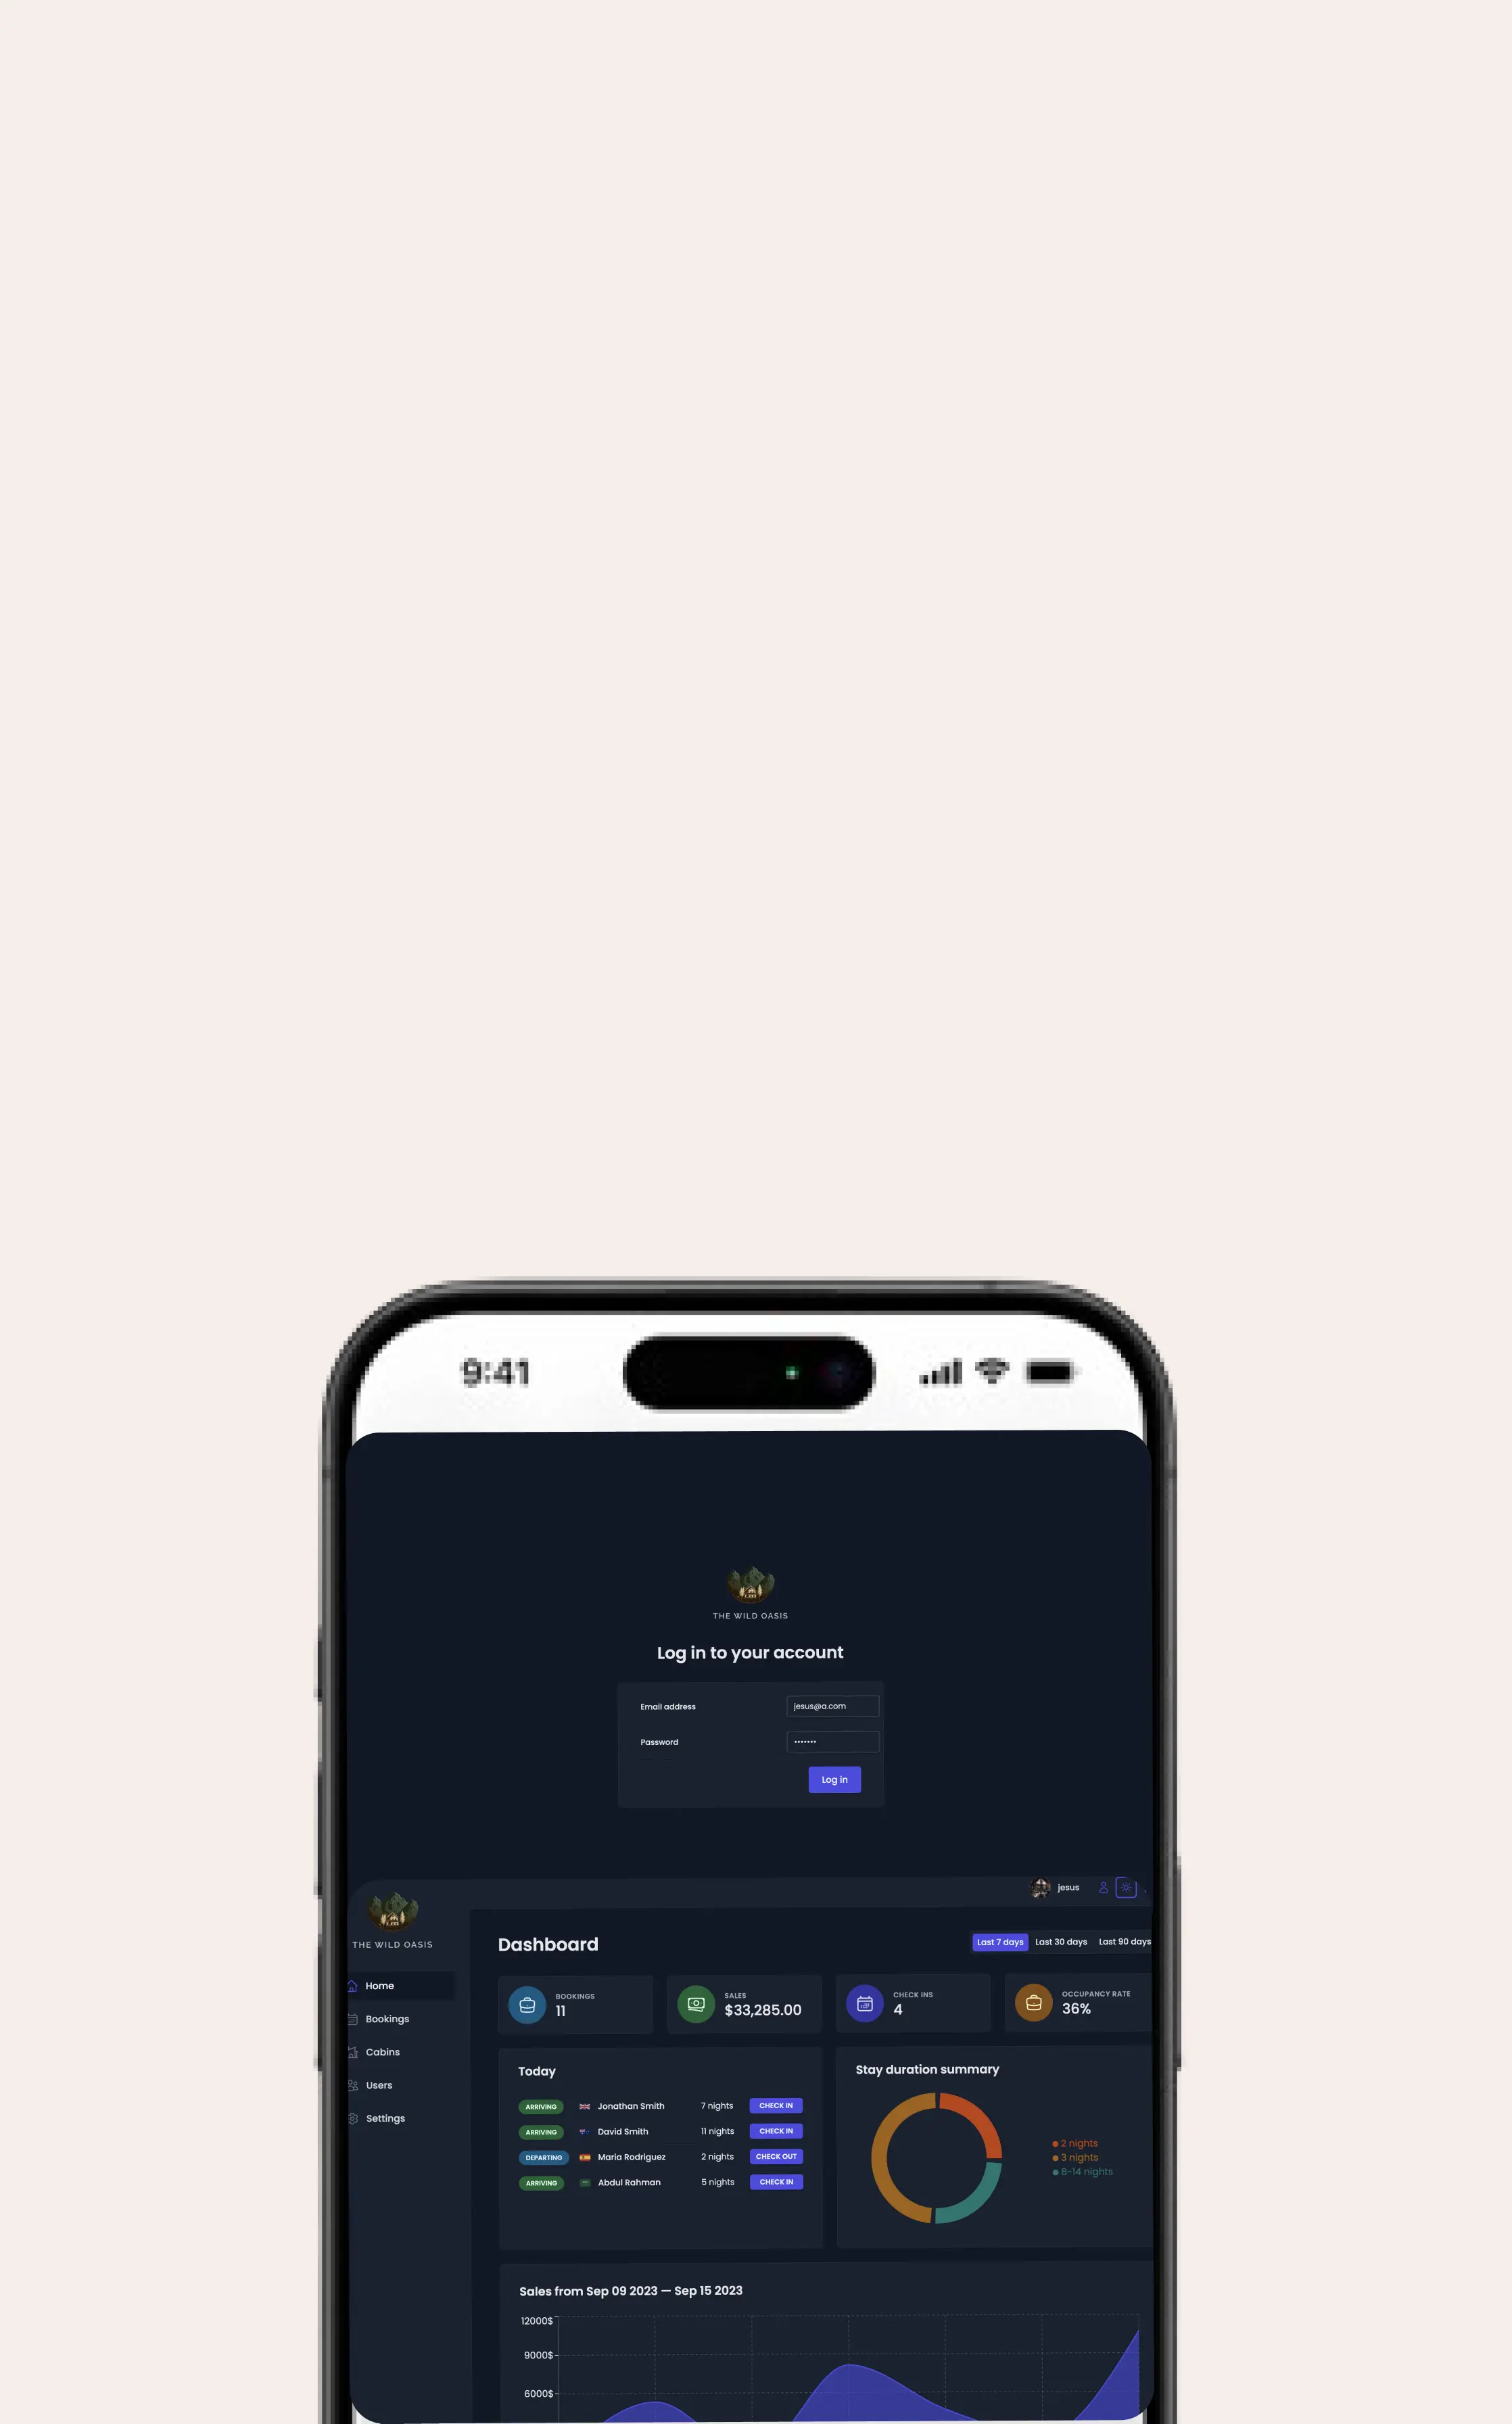 9:41
THE WILD OASIS
Log in to your account
Email address jesus@a.com
Password •••••••
Log in
jesus
THE WILD OASIS
Home
Bookings
Cabins
Users
Settings
Dashboard
Last 7 days Last 30 days Last 90 days
BOOKINGS
11
SALES
$33,285.00
CHECK INS
4
OCCUPANCY RATE
36%
Today
ARRIVING Jonathan Smith 7 nights CHECK IN
ARRIVING David Smith 11 nights CHECK IN
DEPARTING Maria Rodriguez 2 nights CHECK OUT
ARRIVING Abdul Rahman 5 nights CHECK IN
Stay duration summary
2 nights
3 nights
8-14 nights
Sales from Sep 09 2023 — Sep 15 2023
12000$
9000$
6000$